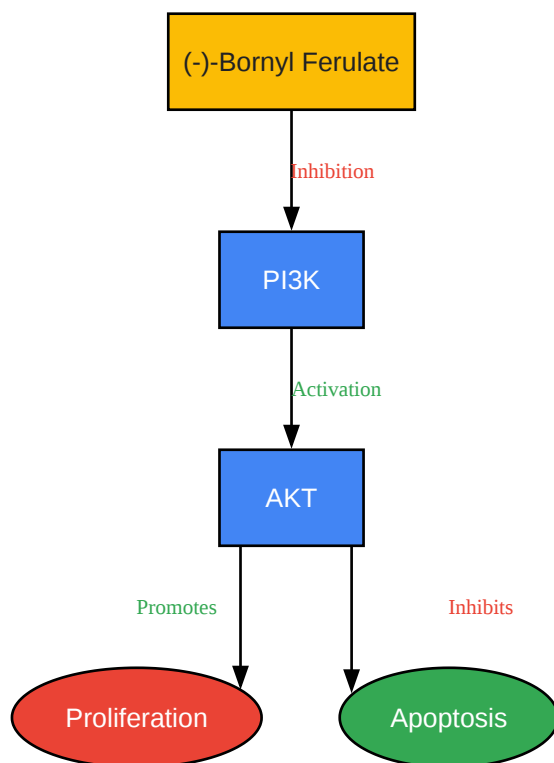 (-)-Bornyl Ferulate
Inhibition
PI3K
Activation
AKT
Promotes
Inhibits
Proliferation
Apoptosis